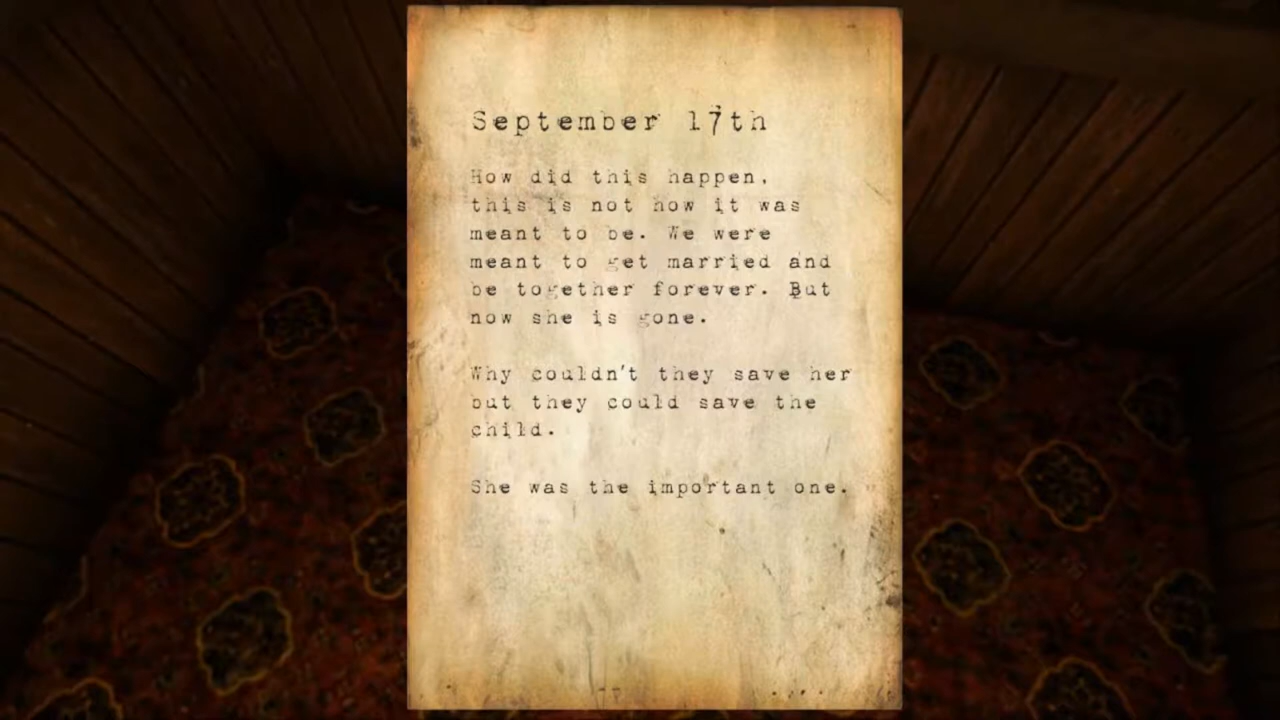 September 17th
How did this happen,
this is not how it was
meant to be. We were
meant to get married and
be together forever. But
now she is gone.
Why couldn't they save her
but they could save the
child.
She was the important one.